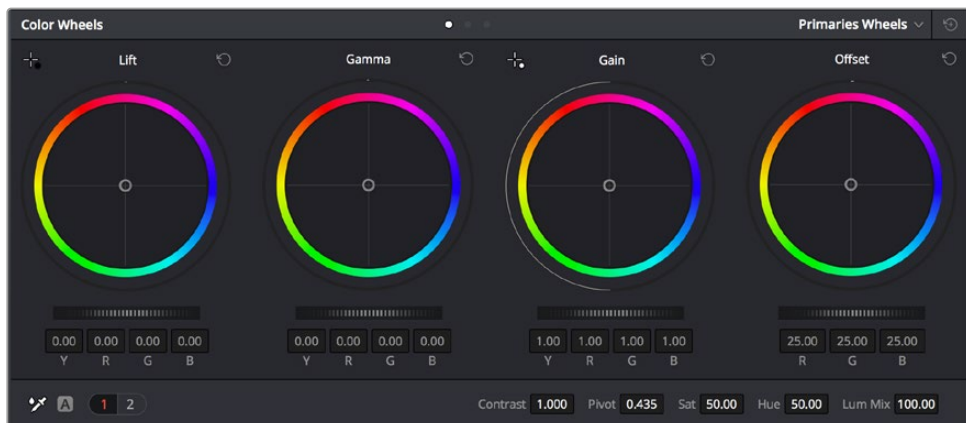 Color Wheels Primaries Wheels
Lift Gamma Gain Offset
0.00 0.00 0.00 0.00 0.00 0.00 0.00 0.00 1.00 1.00 1.00 1.00 25.00 25.00 25.00
Y R G B Y R G B Y R G B R G B
A 1 2 Contrast 1.000 Pivot 0.435 Sat 50.00 Hue 50.00 Lum Mix 100.00